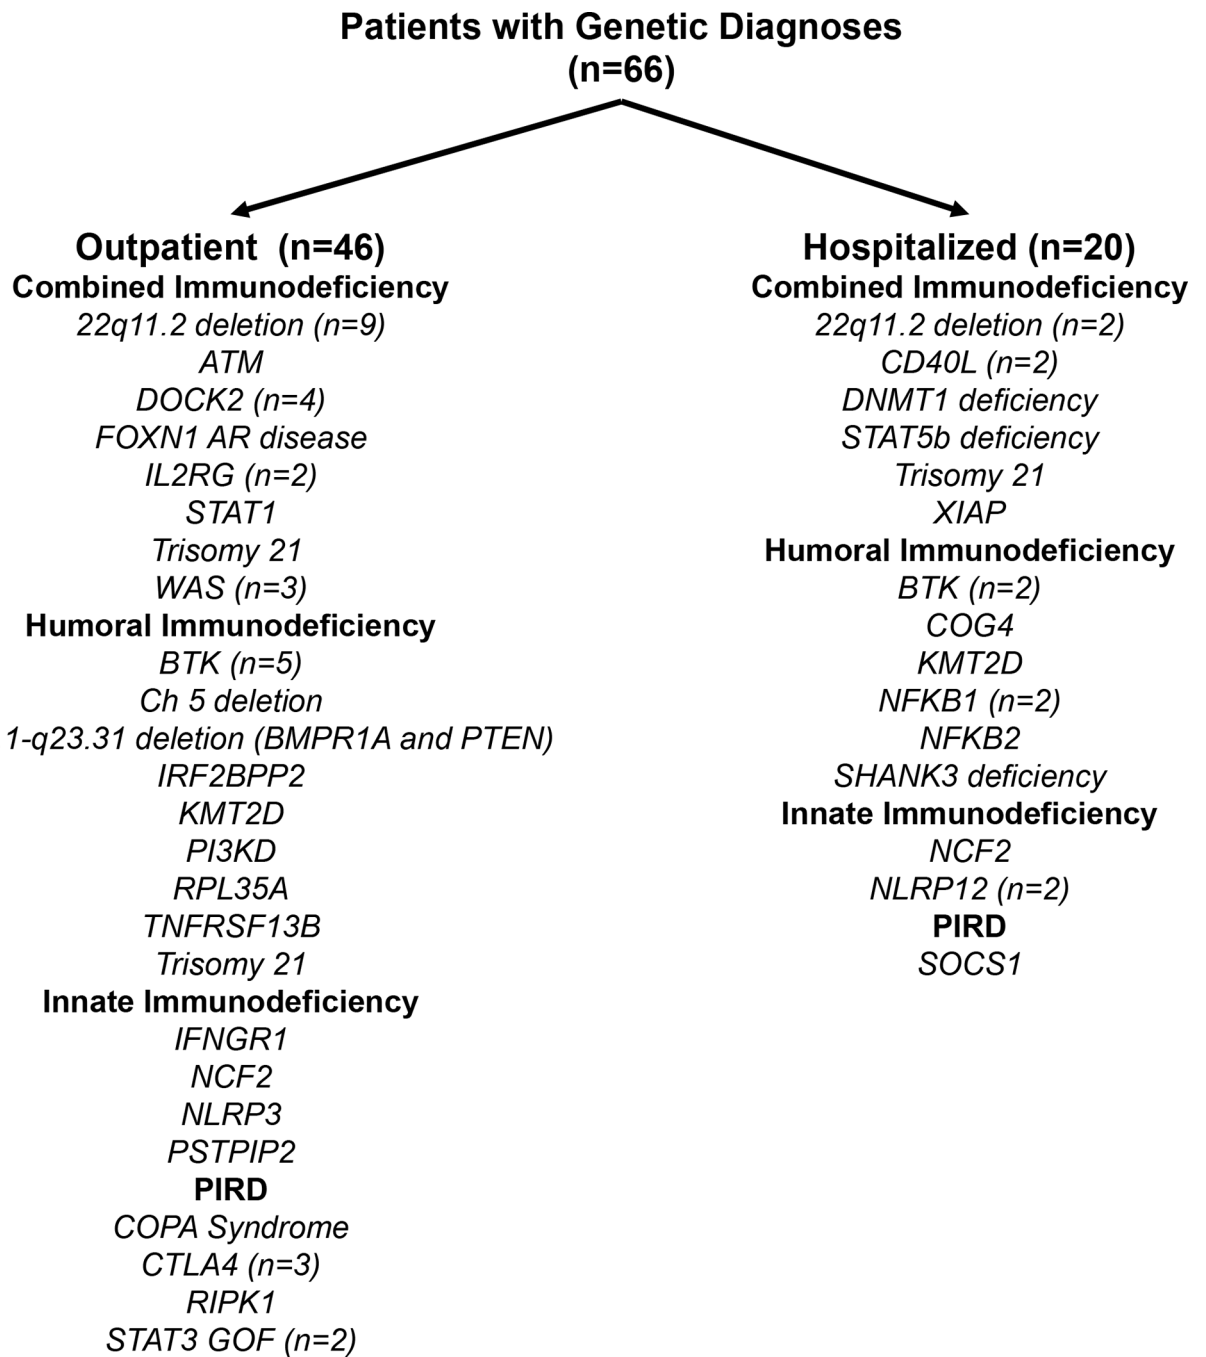 Patients with Genetic Diagnoses
(n=66)
Outpatient (n=46)
Combined Immunodeficiency
22q11.2 deletion (n=9)
ATM
DOCK2 (n=4)
FOXN1 AR disease
IL2RG (n=2)
STAT1
Trisomy 21
WAS (n=3)
Humoral Immunodeficiency
BTK (n=5)
Ch 5 deletion
1-q23.31 deletion (BMPR1A and PTEN)
IRF2BPP2
KMT2D
PI3KD
RPL35A
TNFRSF13B
Trisomy 21
Innate Immunodeficiency
IFNGR1
NCF2
NLRP3
PSTPIP2
PIRD
COPA Syndrome
CTLA4 (n=3)
RIPK1
STAT3 GOF (n=2)
Hospitalized (n=20)
Combined Immunodeficiency
22q11.2 deletion (n=2)
CD40L (n=2)
DNMT1 deficiency
STAT5b deficiency
Trisomy 21
XIAP
Humoral Immunodeficiency
BTK (n=2)
COG4
KMT2D
NFKB1 (n=2)
NFKB2
SHANK3 deficiency
Innate Immunodeficiency
NCF2
NLRP12 (n=2)
PIRD
SOCS1